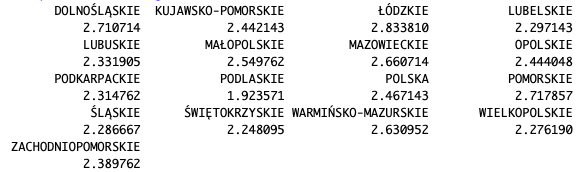 DOLNOŚLĄSKIE KUJAWSKO-POMORSKIE ŁÓDZKIE LUBELSKIE
2.710714 2.442143 2.833810 2.297143
LUBUSKIE MAŁOPOLSKIE MAZOWIECKIE OPOLSKIE
2.331905 2.549762 2.660714 2.444048
PODKARPACKIE PODLASKIE POLSKA POMORSKIE
2.314762 1.923571 2.467143 2.717857
ŚLĄSKIE ŚWIĘTOKRZYSKIE WARMIŃSKO-MAZURSKIE WIELKOPOLSKIE
2.286667 2.248095 2.630952 2.276190
ZACHODNIOPOMORSKIE
2.389762